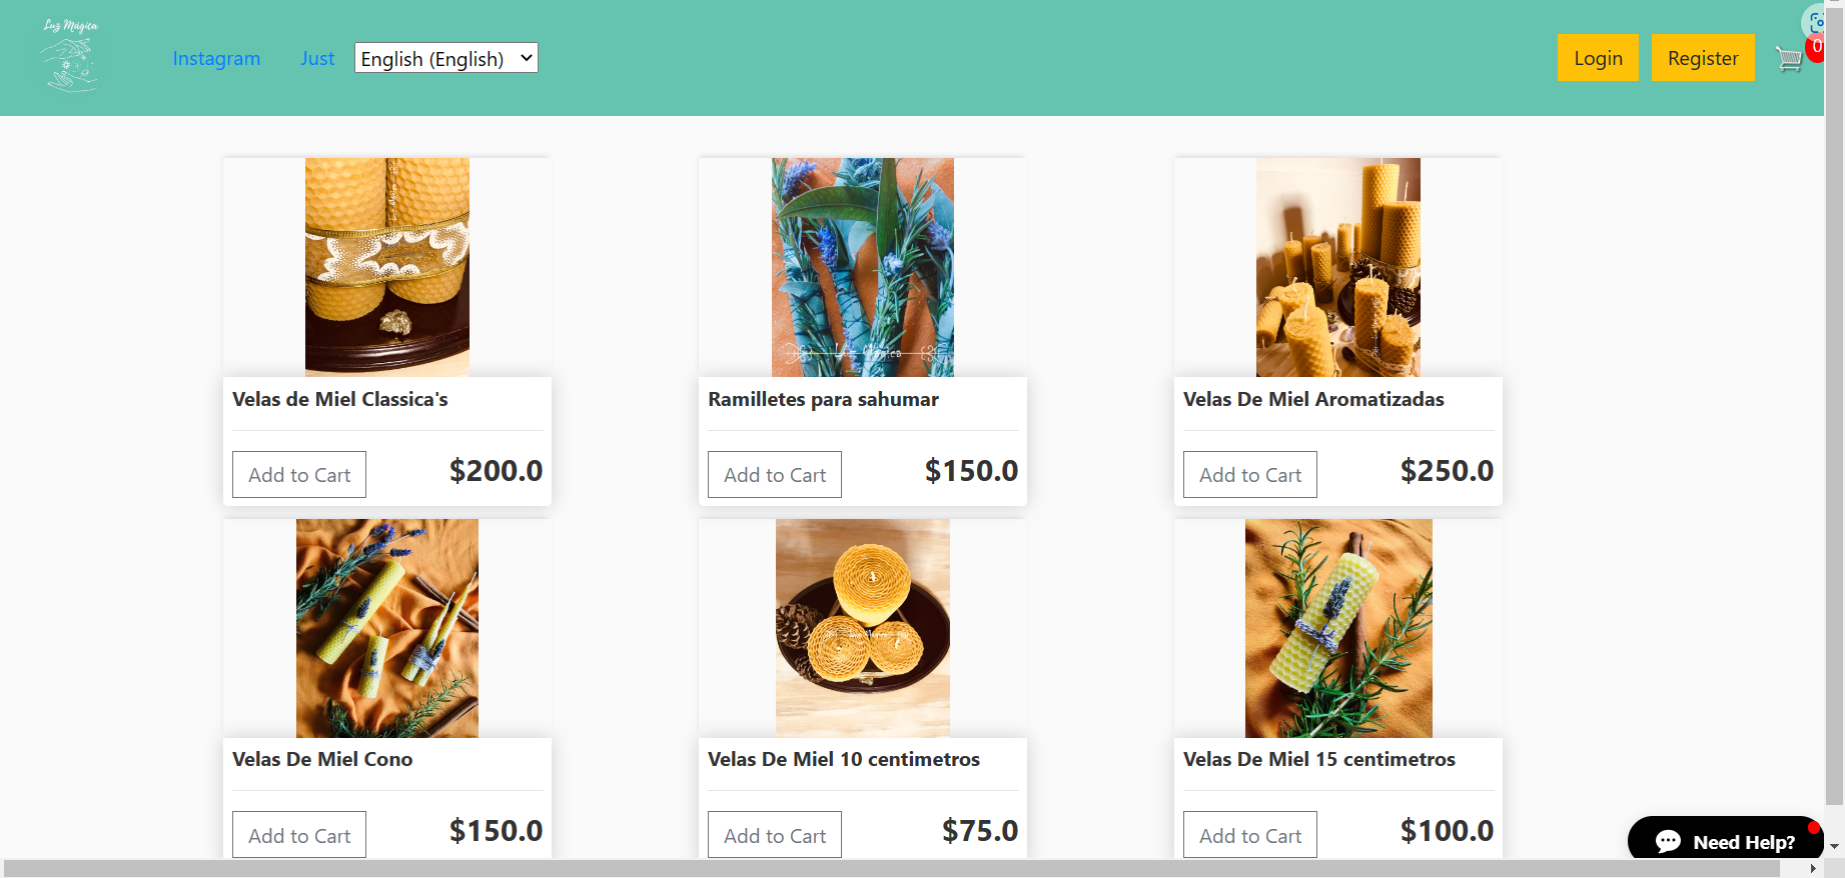 Luz Mágica
Instagram
Just
English (English)
Login
Register
0
Luz Mágica
Velas de Miel Classica's
Ramilletes para sahumar
Velas De Miel Aromatizadas
Add to Cart
$200.0
Add to Cart
$150.0
Add to Cart
$250.0
Velas De Miel Cono
Velas De Miel 10 centimetros
Velas De Miel 15 centimetros
Add to Cart
$150.0
Add to Cart
$75.0
Add to Cart
$100.0
Need Help?